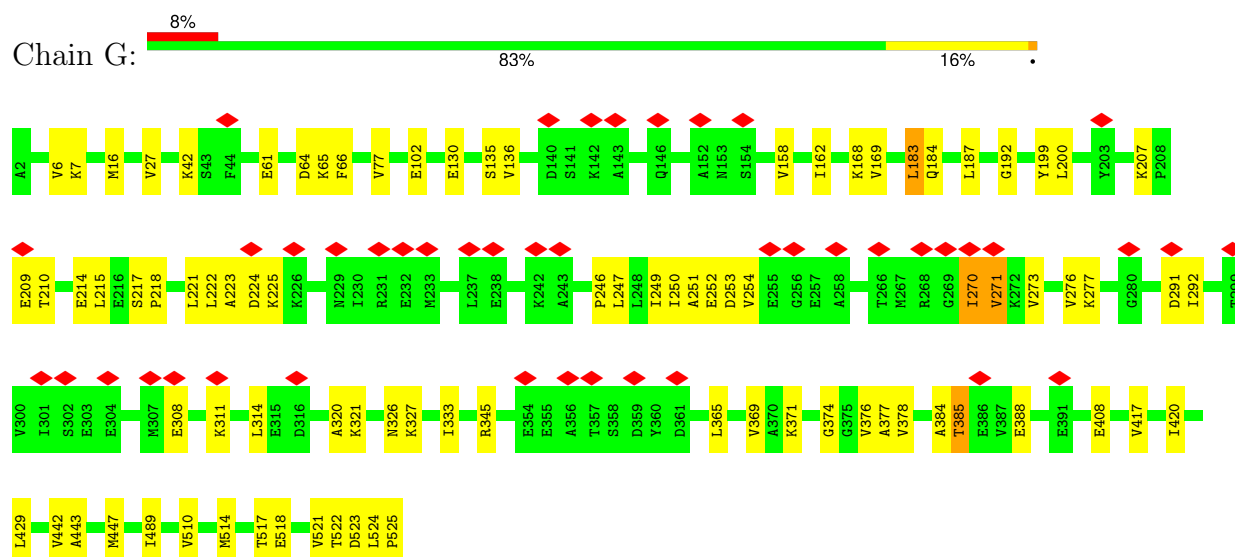 8%
Chain G:
83% 16% •
A2 V6 K7 M16 V27 K42 S43 F44 E61 D64 K65 F66 V77 E102 E130 S135 V136 D140 S141 K142 A143 Q146 A152 N153 S154 V158 I162 K168 V169 L183 Q184 L187 G192 Y199 L200 Y203 K207 P208
E209 T210 E214 L215 E216 S217 P218 L221 L222 A223 D224 K225 K226 N229 I230 R231 E232 M233 L237 E238 K242 A243 P246 L247 L248 I249 I250 A251 E252 D253 V254 E255 G256 E257 A258 T266 M267 R268 G269 I270 V271 K272 V273 V276 K277 G280 D291 I292
V300 I301 S302 E303 E304 M307 E308 K311 L314 E315 D316 A320 K321 N326 K327 I333 R345 E354 E355 A356 T357 S358 D359 Y360 D361 L365 V369 A370 K371 G374 G375 V376 A377 V378 A384 T385 E386 V387 E388 E391 E408 V417 I420
L429 V442 A443 M447 I489 V510 M514 T517 E518 V521 T522 D523 L524 P525